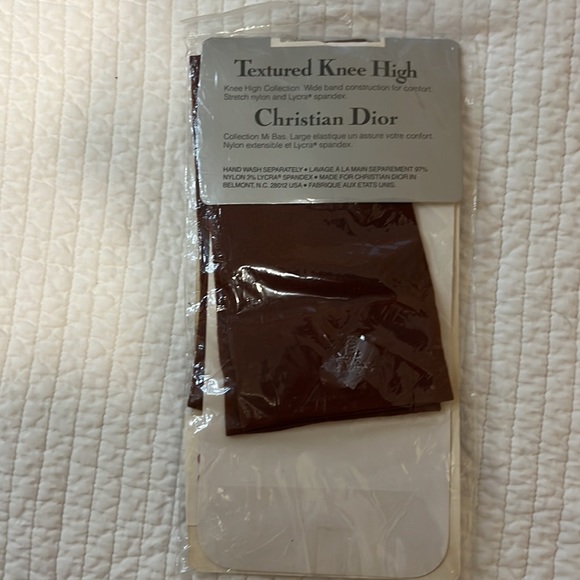 Textured Knee High
Knee High Collection. Wide band construction for comfort.
Stretch nylon and Lycra® spandex.
Christian Dior
Collection Mi Bas. Large elastique un assure votre confort.
Nylon extensible et Lycra® spandex.
HAND WASH SEPARATELY • LAVAGE À LA MAIN SEPAREMENT 97%
NYLON 3% LYCRA® SPANDEX • MADE FOR CHRISTIAN DIOR IN
BELMONT, N.C. 28012 USA • FABRIQUE AUX ETATS UNIS.